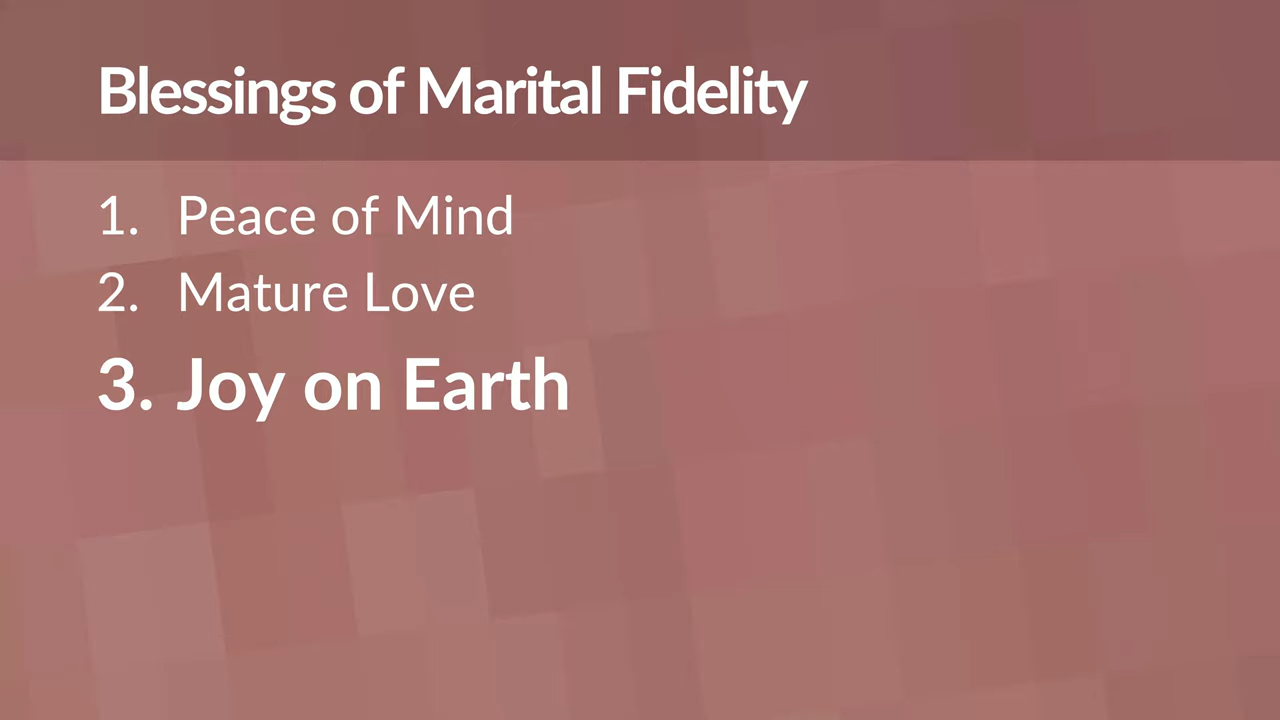 Blessings of Marital Fidelity
1. Peace of Mind
2. Mature Love
3. Joy on Earth